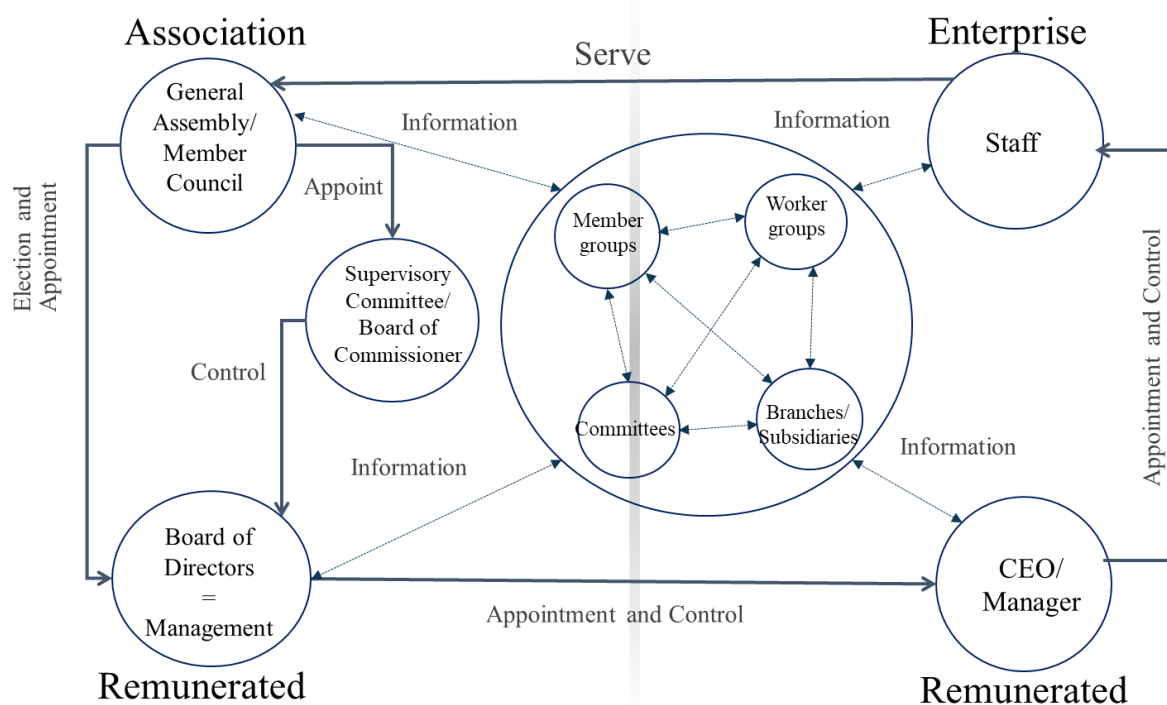 Association
Enterprise
Serve
General
Assembly/
Member
Council
Information
Information
Staff
Appoint
Election and
Appointment
Member
groups
Worker
groups
Supervisory
Committee/
Board of
Commissioner
Appointment and Control
Control
Committees
Branches/
Subsidiaries
Information
Information
Board of
Directors
=
Management
CEO/
Manager
Appointment and Control
Remunerated
Remunerated